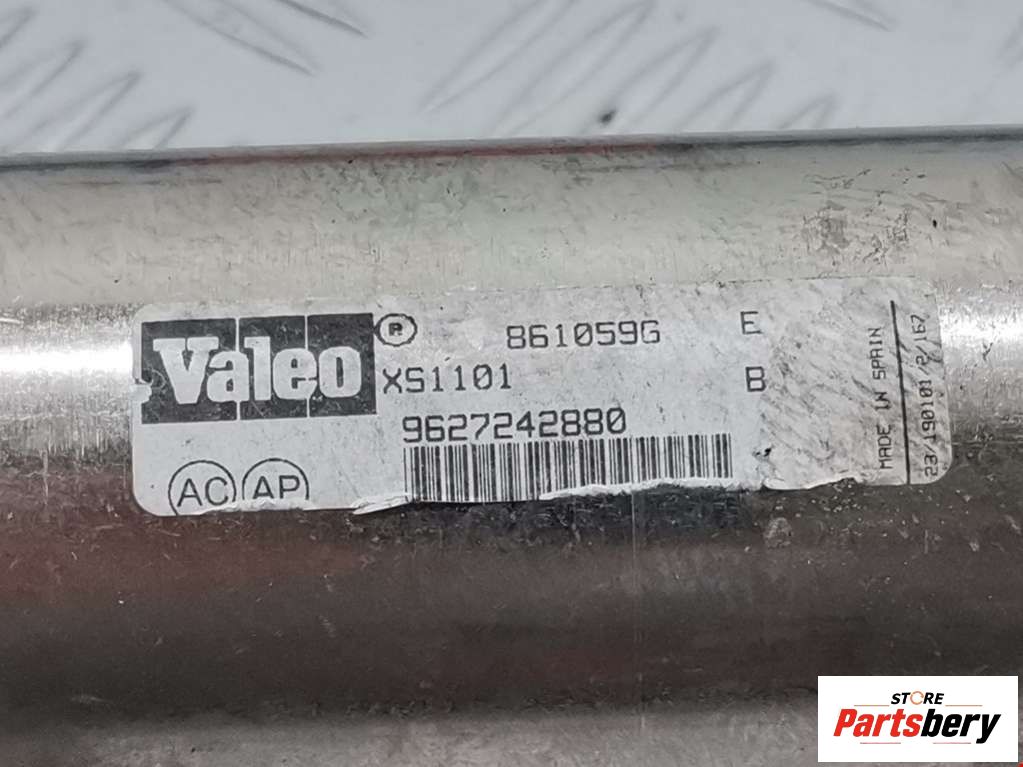 Valeo ® 861059G E
XS1101 B
9627242880
AC AP
MADE IN SPAIN
23/190101/2/167
STORE
Partsbery